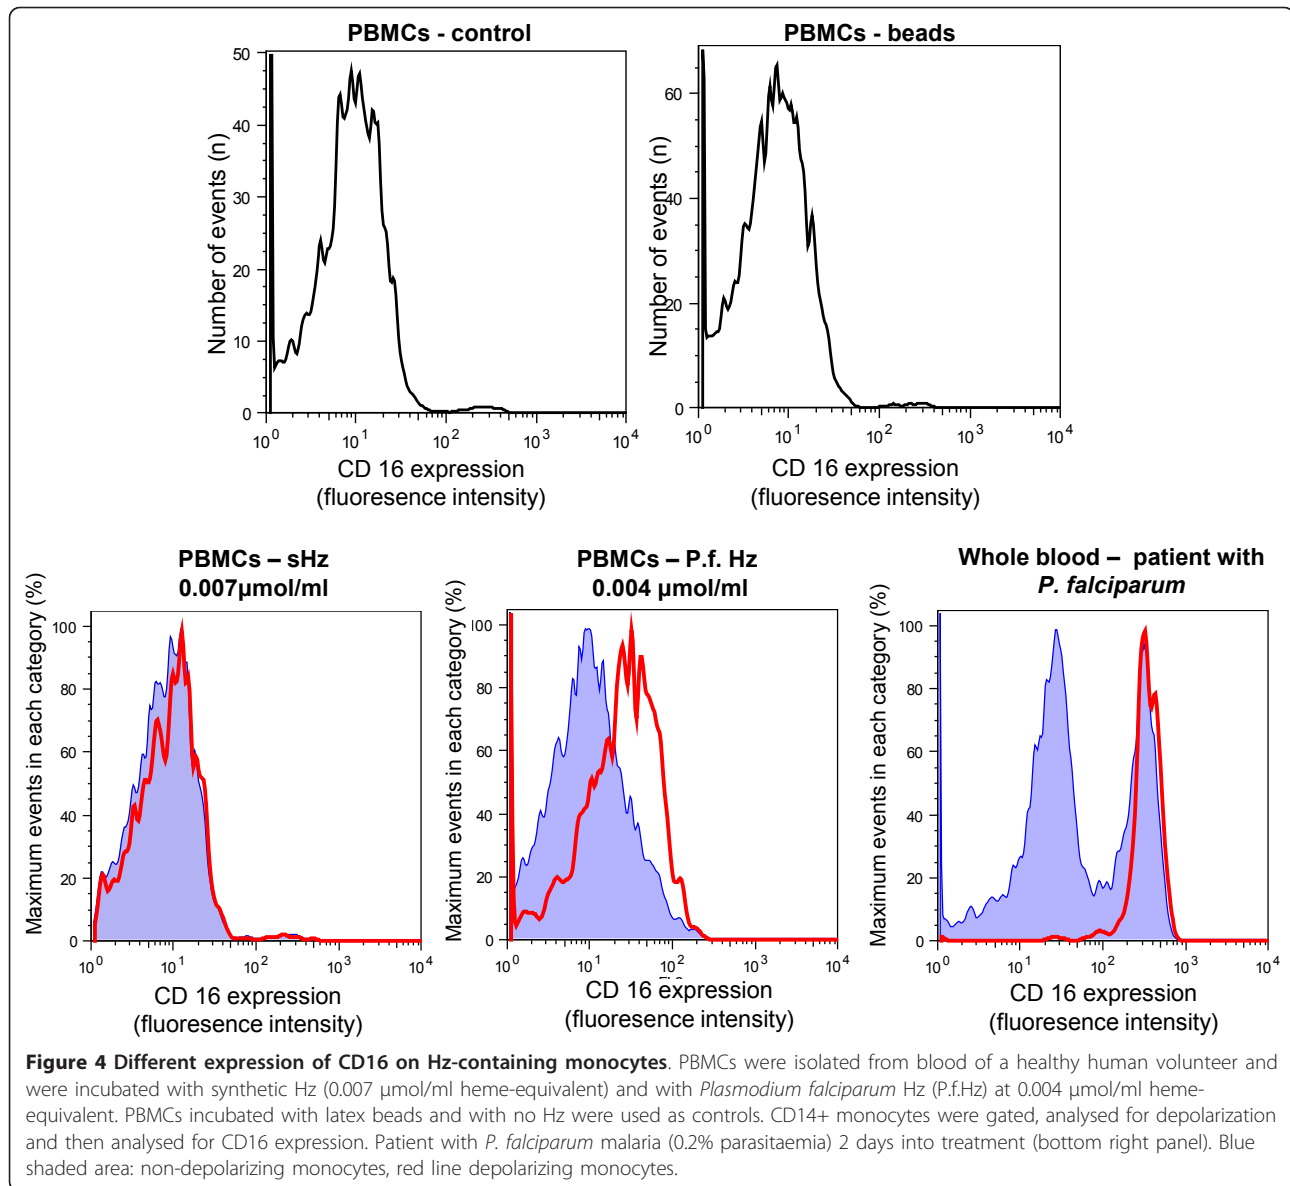 PBMCs - control
PBMCs - beads
50
40
30
20
10
0
Number of events (n)
10^0 10^1 10^2 10^3 10^4
CD 16 expression
(fluoresence intensity)
60
40
20
0
Number of events (n)
10^0 10^1 10^2 10^3 10^4
CD 16 expression
(fluoresence intensity)
PBMCs – sHz
0.007µmol/ml
Maximum events in each category (%)
100
80
60
40
20
0
10^0 10^1 10^2 10^3 10^4
CD 16 expression
(fluoresence intensity)
PBMCs – P.f. Hz
0.004 µmol/ml
Maximum events in each category (%)
100
80
60
40
20
0
10^0 10^1 10^2 10^3 10^4
CD 16 expression
(fluoresence intensity)
Whole blood – patient with
P. falciparum
Maximum events in each category (%)
100
80
60
40
20
0
10^0 10^1 10^2 10^3 10^4
CD 16 expression
(fluoresence intensity)
Figure 4 Different expression of CD16 on Hz-containing monocytes. PBMCs were isolated from blood of a healthy human volunteer and
were incubated with synthetic Hz (0.007 μmol/ml heme-equivalent) and with Plasmodium falciparum Hz (P.f.Hz) at 0.004 μmol/ml heme-
equivalent. PBMCs incubated with latex beads and with no Hz were used as controls. CD14+ monocytes were gated, analysed for depolarization
and then analysed for CD16 expression. Patient with P. falciparum malaria (0.2% parasitaemia) 2 days into treatment (bottom right panel). Blue
shaded area: non-depolarizing monocytes, red line depolarizing monocytes.